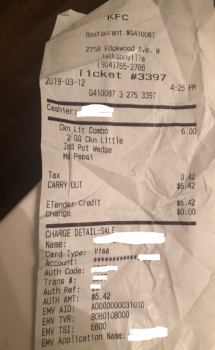 KFC
Restaurant #G410087
2258 Edgewood Ave. W
Jacksonville
(904)765-2788
Ticket #3397
2019-03-12 4:25 PM
G410087 3 275 3397
Cashier:
Ckn Lit Combo 6.00
2 GG Ckn Little
Ind Pot Wedge
Md Pepsi
Tax 0.42
CARRY OUT $6.42
ETender Credit $6.42
Change $0.00
CHARGE DETAIL:SALE
Name:
Card Type: Visa
Account:
Auth Code:
Trans #:
Auth Ref:
AUTH AMT: $6.42
EMV AID: A0000000031010
EMV TVR: 8080108000
EMV TSI: 6800
EMV Application Name: